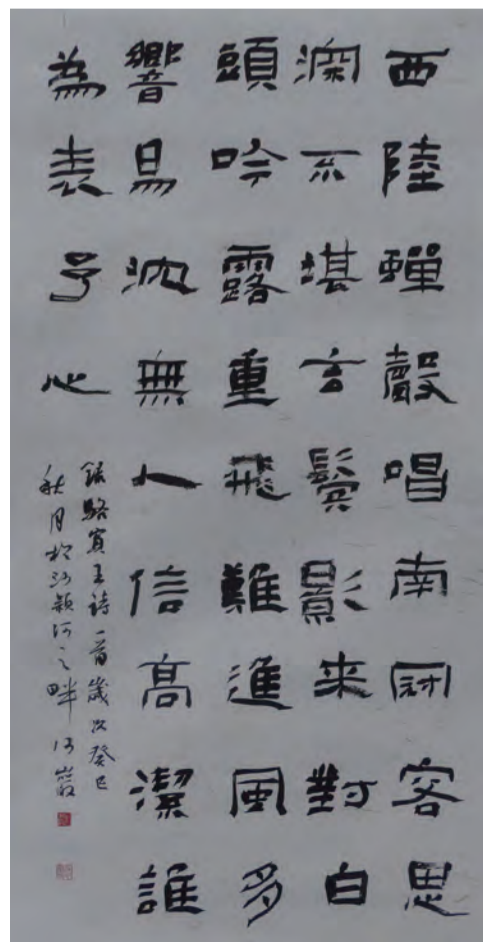 西陸蟬聲唱南冠客思
深不堪玄鬢影来對白
頭吟露重飛難進風多
響易沉無人信高潔誰
為表予心
錄駱賓王詩一首歲次癸巳
秋月於沙潁河之畔何巖